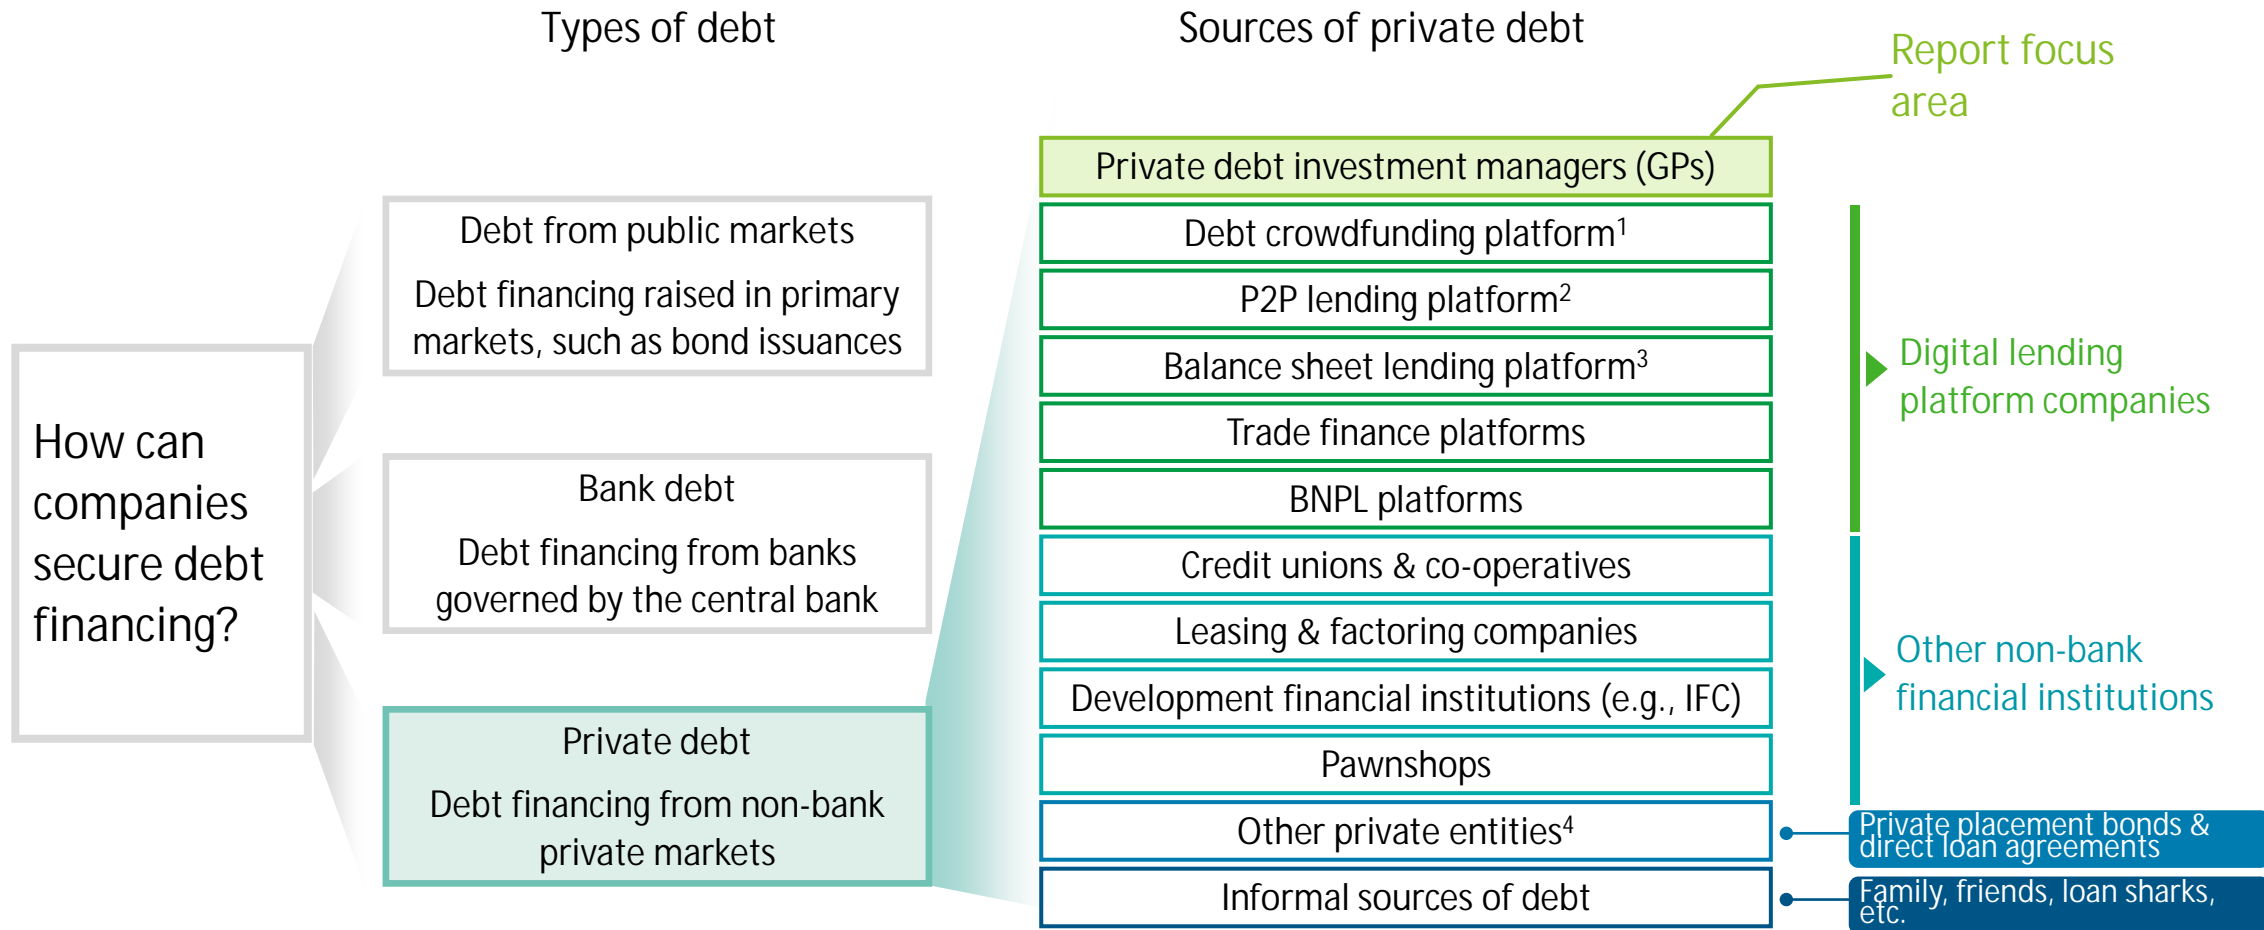 Types of debt
Sources of private debt
Report focus
area
How can
companies
secure debt
financing?
Debt from public markets
Debt financing raised in primary
markets, such as bond issuances
Bank debt
Debt financing from banks
governed by the central bank
Private debt
Debt financing from non-bank
private markets
Private debt investment managers (GPs)
Debt crowdfunding platform¹
P2P lending platform²
Balance sheet lending platform³
Trade finance platforms
BNPL platforms
Credit unions & co-operatives
Leasing & factoring companies
Development financial institutions (e.g., IFC)
Pawnshops
Other private entities⁴
Informal sources of debt
Digital lending
platform companies
Other non-bank
financial institutions
Private placement bonds &
direct loan agreements
Family, friends, loan sharks,
etc.